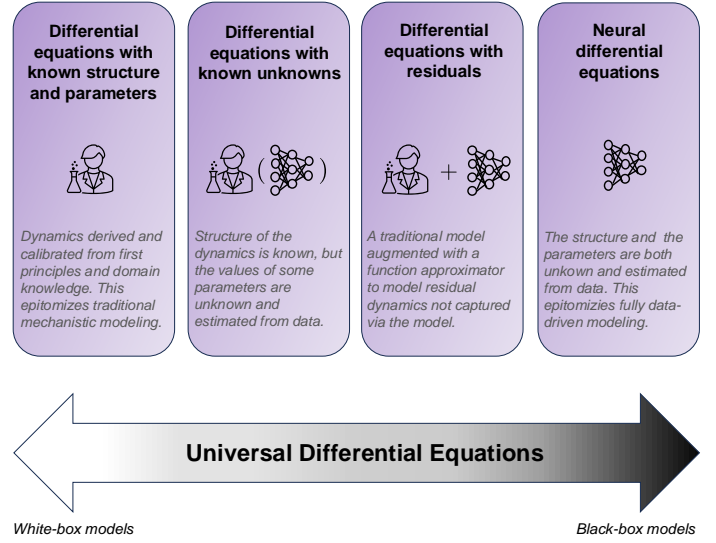 Differential
equations with
known structure
and parameters
Dynamics derived and
calibrated from first
principles and domain
knowledge. This
epitomizes traditional
mechanistic modeling.
Differential
equations with
known unknowns
(
)
Structure of the
dynamics is known, but
the values of some
parameters are
unknown and
estimated from data.
Differential
equations with
residuals
+
A traditional model
augmented with a
function approximator
to model residual
dynamics not captured
via the model.
Neural
differential
equations
The structure and the
parameters are both
unkown and estimated
from data. This
epitomizies fully data-
driven modeling.
Universal Differential Equations
White-box models
Black-box models